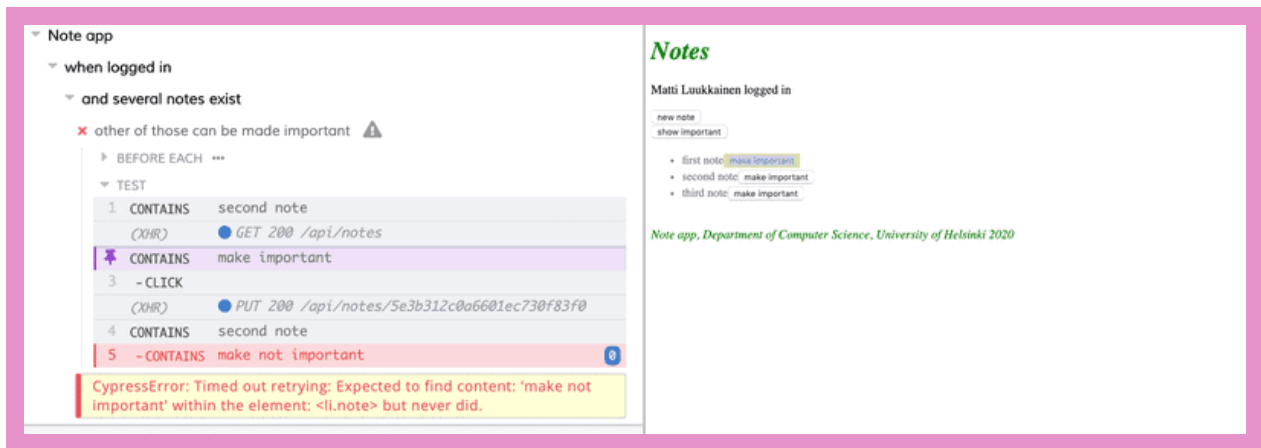 Note app
when logged in
and several notes exist
× other of those can be made important
BEFORE EACH •••
TEST
1 CONTAINS second note
(XHR) GET 200 /api/notes
CONTAINS make important
3 -CLICK
(XHR) PUT 200 /api/notes/5e3b312c0a6601ec730f83f0
4 CONTAINS second note
5 -CONTAINS make not important 0
CypressError: Timed out retrying: Expected to find content: 'make not
important' within the element: <li.note> but never did.
Notes
Matti Luukkainen logged in
new note
show important
• first note make important
• second note make important
• third note make important
Note app, Department of Computer Science, University of Helsinki 2020